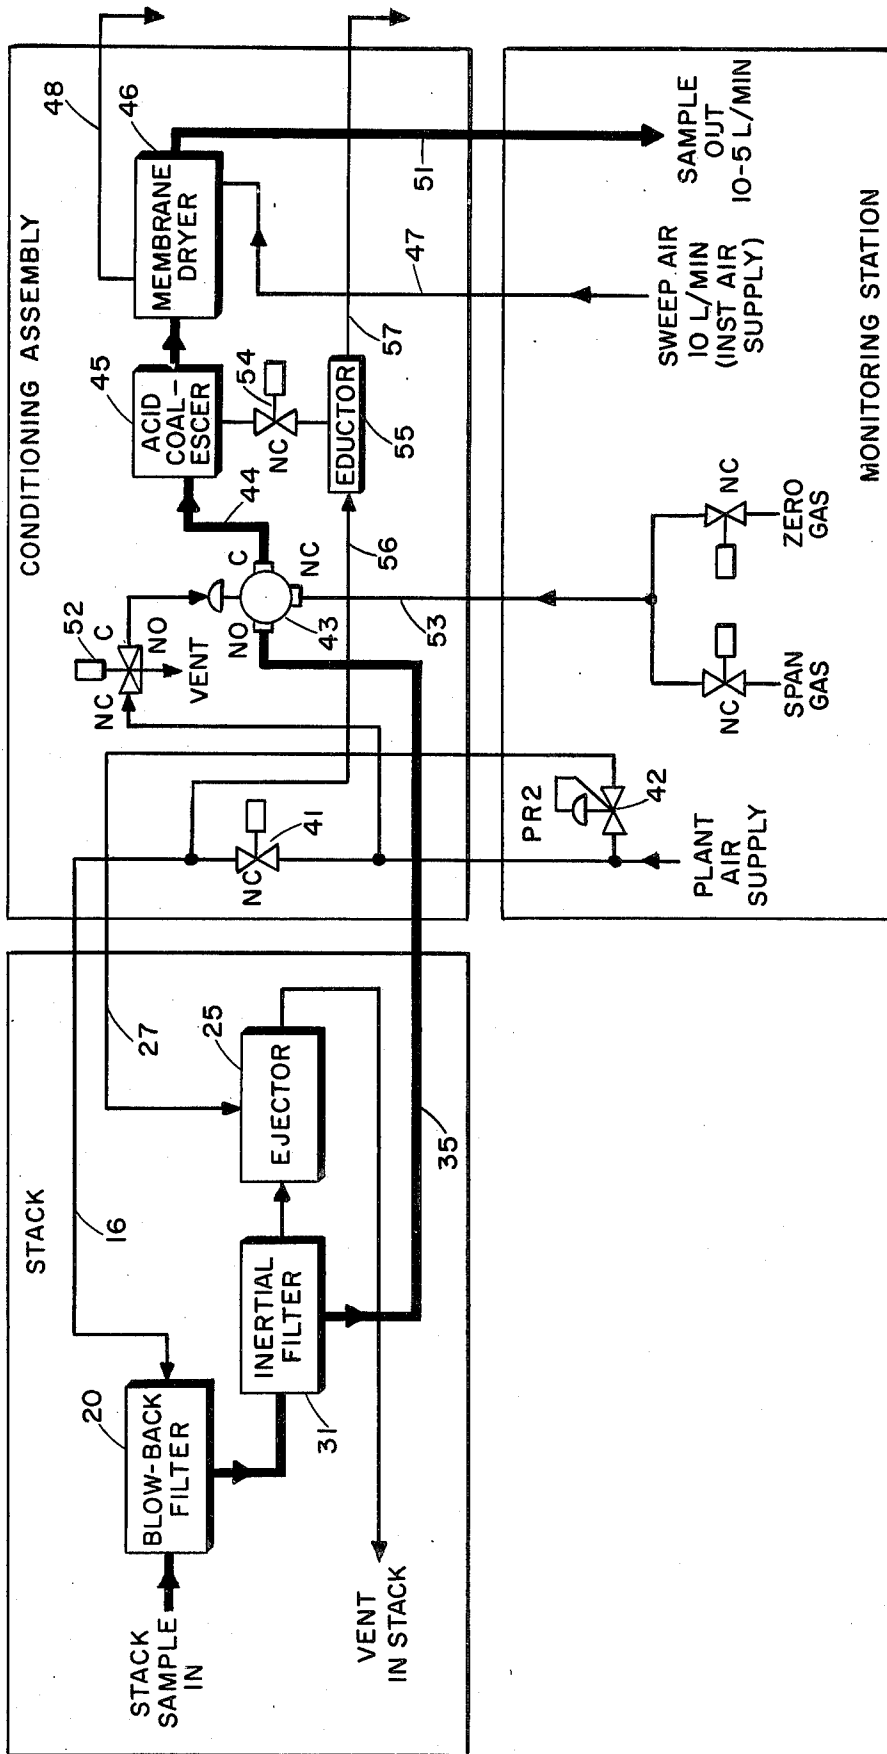 STACK
16
27
20
BLOW-BACK
FILTER
STACK
SAMPLE
IN
INERTIAL
FILTER
31
25
EJECTOR
VENT
IN STACK
35
CONDITIONING ASSEMBLY
48
46
MEMBRANE
DRYER
45
ACID
COAL-
ESCER
54
NC
44
52
C
NC
NO
VENT
C
NC
NO
43
EDUCTOR
55
57
56
41
NC
53
47
51
PR2
42
PLANT
AIR
SUPPLY
NC
SPAN
GAS
NC
ZERO
GAS
SWEEP AIR
10 L/MIN
(INST AIR
SUPPLY)
SAMPLE
OUT
10-5 L/MIN
MONITORING STATION